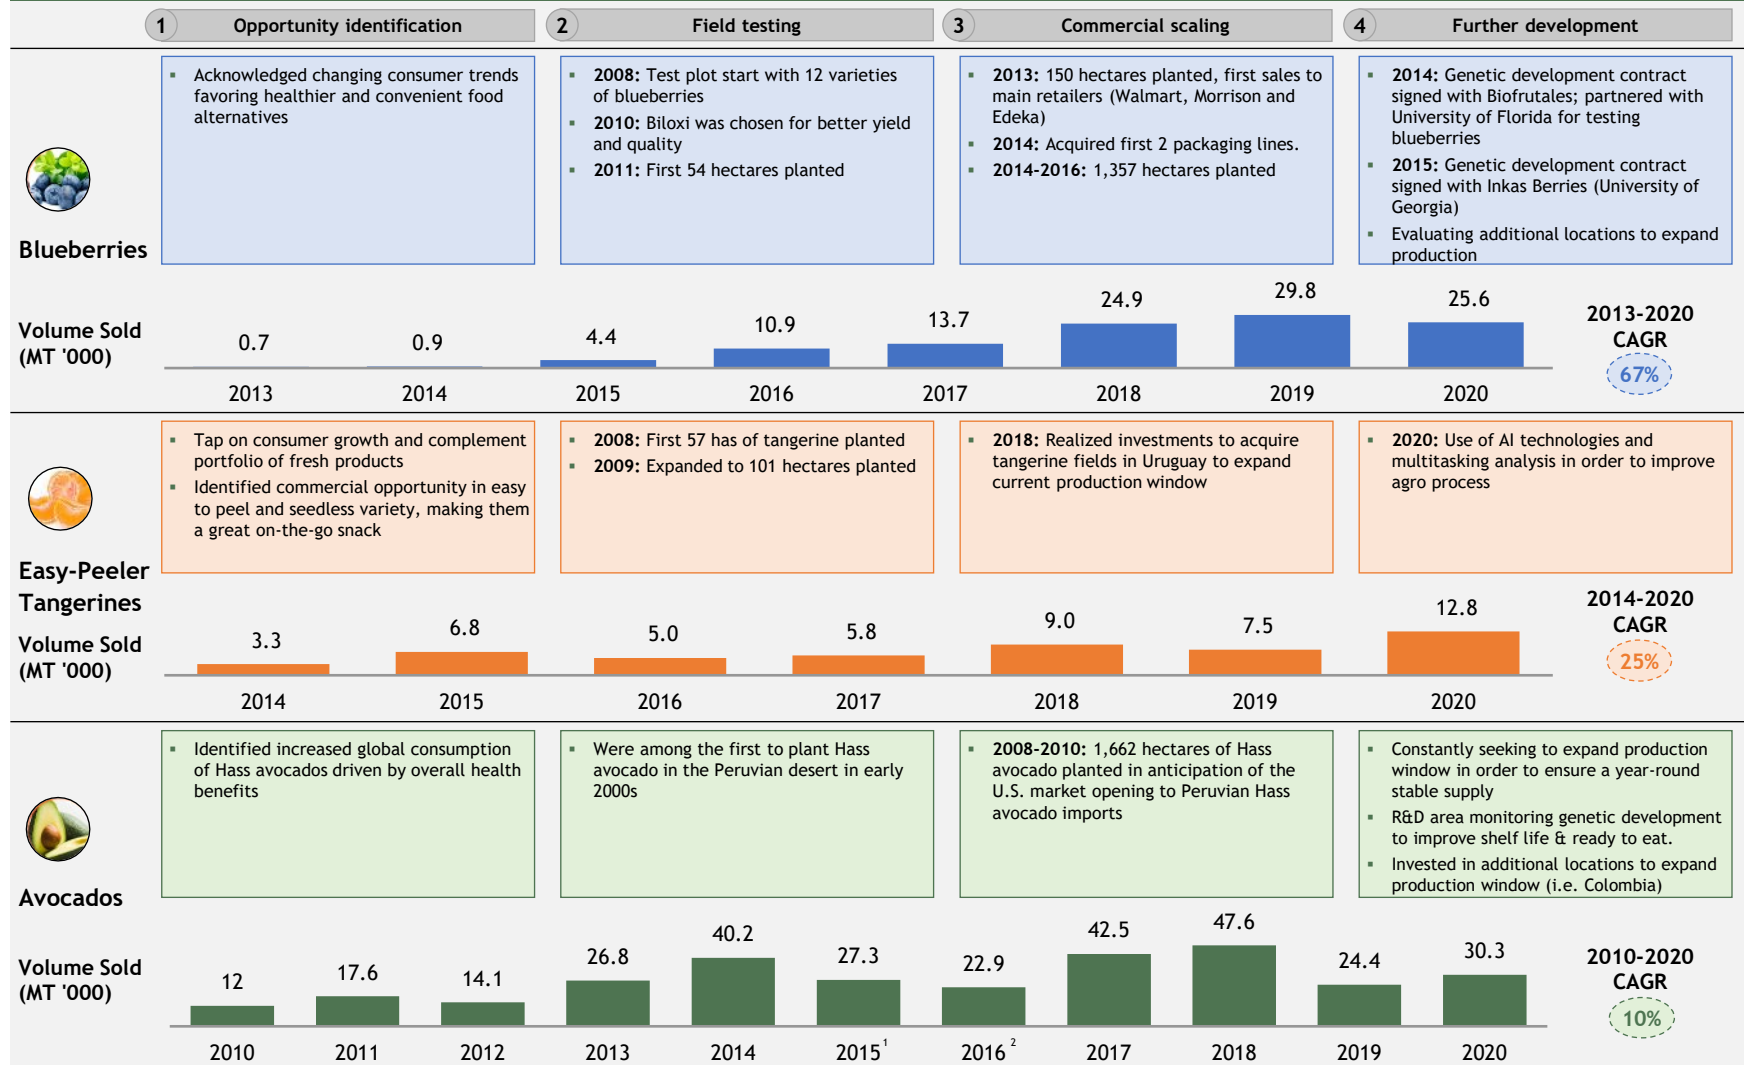 1 Opportunity identification
2 Field testing
3 Commercial scaling
4 Further development
Blueberries
▪ Acknowledged changing consumer trends
favoring healthier and convenient food
alternatives
▪ 2008: Test plot start with 12 varieties
of blueberries
▪ 2010: Biloxi was chosen for better yield
and quality
▪ 2011: First 54 hectares planted
▪ 2013: 150 hectares planted, first sales to
main retailers (Walmart, Morrison and
Edeka)
▪ 2014: Acquired first 2 packaging lines.
▪ 2014-2016: 1,357 hectares planted
▪ 2014: Genetic development contract
signed with Biofrutales; partnered with
University of Florida for testing
blueberries
▪ 2015: Genetic development contract
signed with Inkas Berries (University of
Georgia)
▪ Evaluating additional locations to expand
production
Volume Sold
(MT '000)
0.7 0.9 4.4 10.9 13.7 24.9 29.8 25.6
2013 2014 2015 2016 2017 2018 2019 2020
2013-2020
CAGR
67%
Easy-Peeler
Tangerines
▪ Tap on consumer growth and complement
portfolio of fresh products
▪ Identified commercial opportunity in easy
to peel and seedless variety, making them
a great on-the-go snack
▪ 2008: First 57 has of tangerine planted
▪ 2009: Expanded to 101 hectares planted
▪ 2018: Realized investments to acquire
tangerine fields in Uruguay to expand
current production window
▪ 2020: Use of AI technologies and
multitasking analysis in order to improve
agro process
Volume Sold
(MT '000)
3.3 6.8 5.0 5.8 9.0 7.5 12.8
2014 2015 2016 2017 2018 2019 2020
2014-2020
CAGR
25%
Avocados
▪ Identified increased global consumption
of Hass avocados driven by overall health
benefits
▪ Were among the first to plant Hass
avocado in the Peruvian desert in early
2000s
▪ 2008-2010: 1,662 hectares of Hass
avocado planted in anticipation of the
U.S. market opening to Peruvian Hass
avocado imports
▪ Constantly seeking to expand production
window in order to ensure a year-round
stable supply
▪ R&D area monitoring genetic development
to improve shelf life & ready to eat.
▪ Invested in additional locations to expand
production window (i.e. Colombia)
Volume Sold
(MT '000)
12 17.6 14.1 26.8 40.2 27.3 22.9 42.5 47.6 24.4 30.3
2010 2011 2012 2013 2014 2015¹ 2016² 2017 2018 2019 2020
2010-2020
CAGR
10%